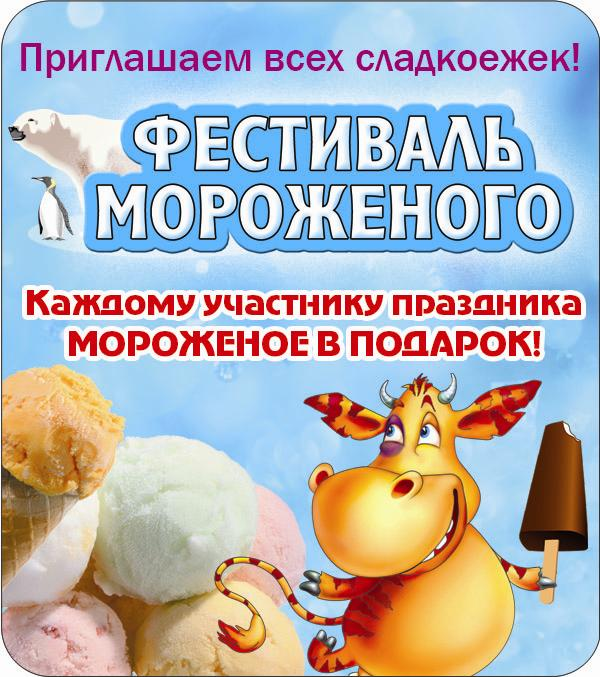 Приглашаем всех сладкоежек!
ФЕСТИВАЛЬ
МОРОЖЕНОГО
Каждому участнику праздника
МОРОЖЕНОЕ В ПОДАРОК!